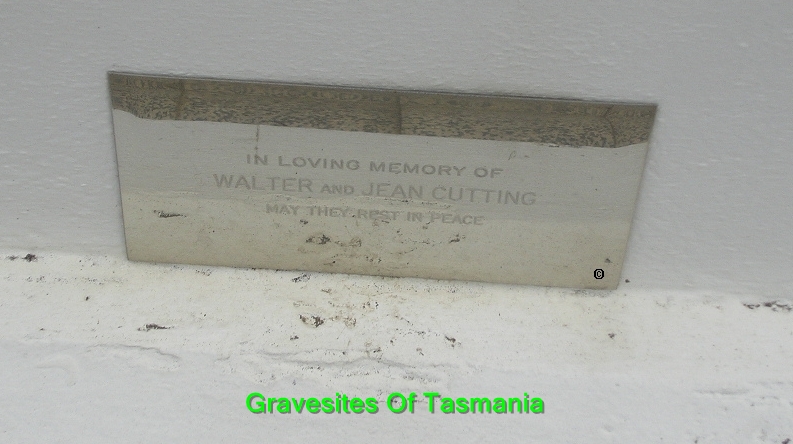 IN LOVING MEMORY OF
WALTER AND JEAN CUTTING
MAY THEY REST IN PEACE
©
Gravesites Of Tasmania